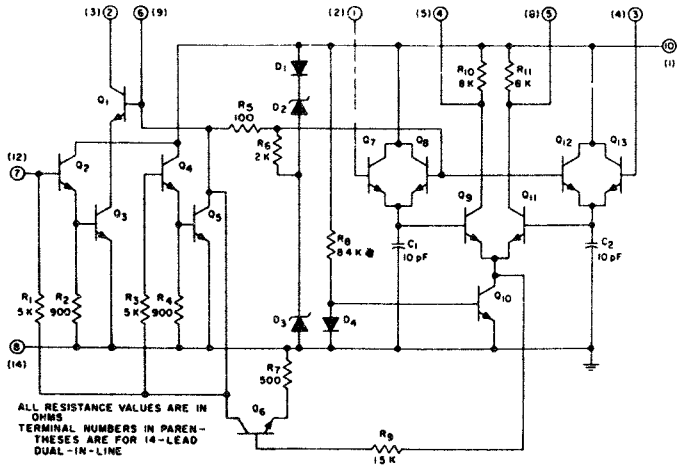 (3) 2
6 (9)
(2) 1
(5) 4
(8) 5
(4) 3
10
(1)
D1
R10
8K
R11
8K
Q1
D2
R5
100
R6
2K
Q7
Q8
Q12
Q13
(12)
7
Q2
Q4
Q3
Q5
Q9
Q11
R8
8.4K
C1
10 pF
C2
10 pF
R1
5K
R2
900
R3
5K
R4
900
D3
D4
Q10
8
(14)
R7
500
Q6
R9
15K
ALL RESISTANCE VALUES ARE IN
OHMS
TERMINAL NUMBERS IN PAREN-
THESES ARE FOR 14-LEAD
DUAL-IN-LINE